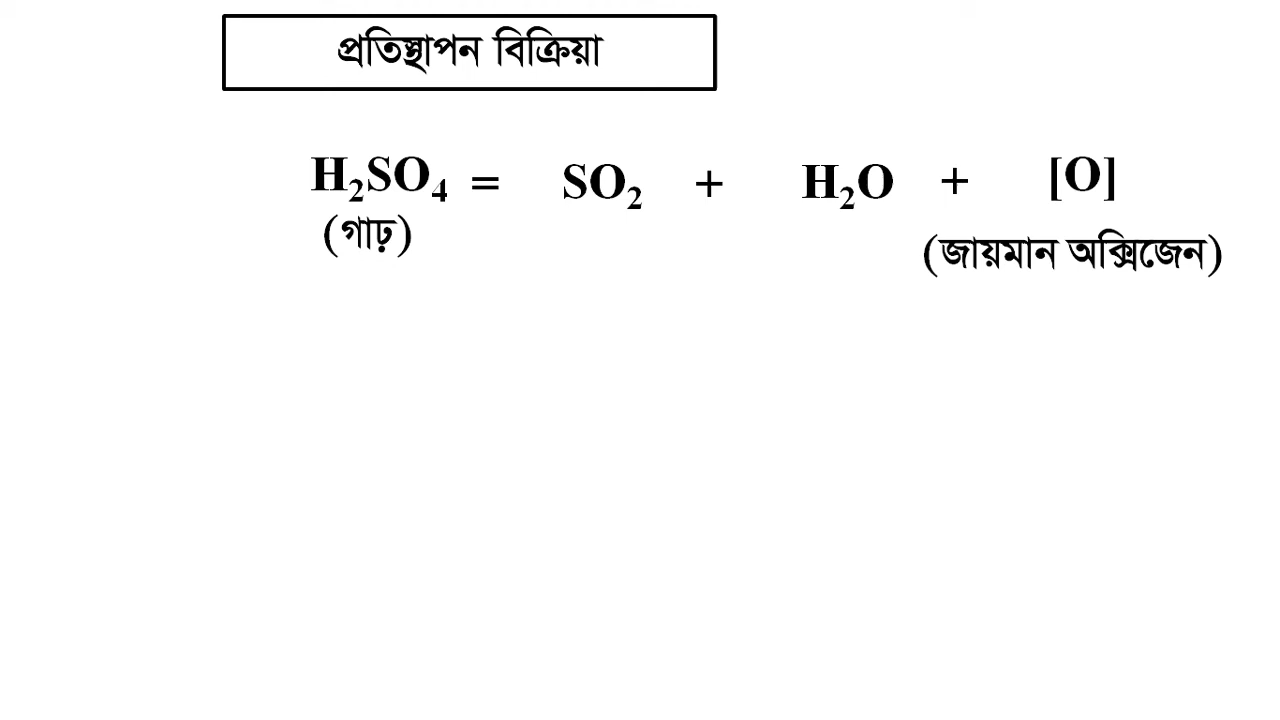 প্রতিস্থাপন বিক্রিয়া
H₂SO₄ = SO₂ + H₂O + [O]
(গাঢ়) (জায়মান অক্সিজেন)